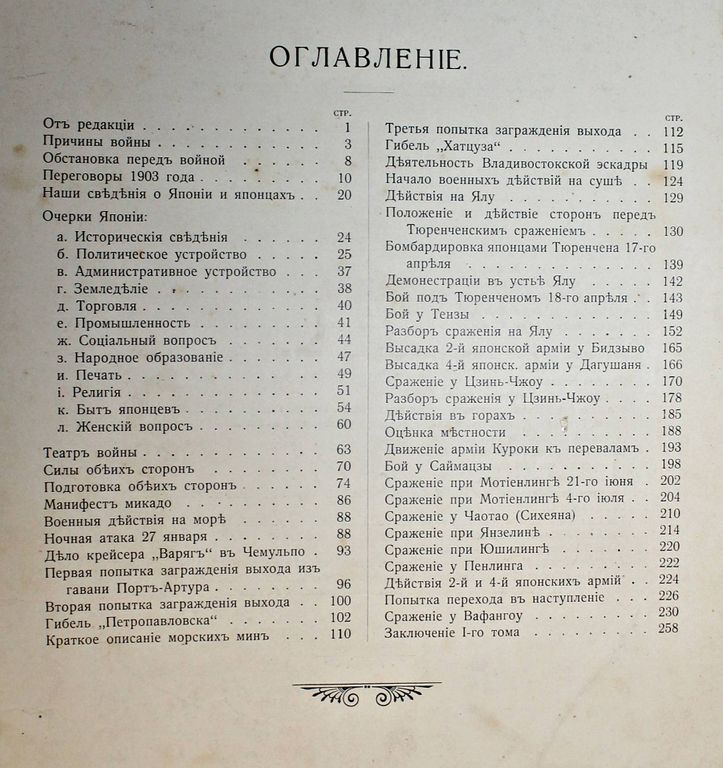 ОГЛАВЛЕНІЕ.
СТР.
Отъ редакціи . . . . . . . . . . . . . 1
Причины войны . . . . . . . . . . . . 3
Обстановка передъ войной . . . . . . . 8
Переговоры 1903 года . . . . . . . . . 10
Наши свѣдѣнія о Японіи и японцахъ . . 20
Очерки Японіи:
а. Историческія свѣдѣнія . . . . . . 24
б. Политическое устройство . . . . . 25
в. Административное устройство . . . 37
г. Земледѣліе . . . . . . . . . . . 38
д. Торговля . . . . . . . . . . . . 40
е. Промышленность . . . . . . . . . 41
ж. Соціальный вопросъ . . . . . . . 44
з. Народное образованіе . . . . . . . 47
и. Печать . . . . . . . . . . . . . 49
і. Религія . . . . . . . . . . . . . 51
к. Бытъ японцевъ . . . . . . . . . . 54
л. Женскій вопросъ . . . . . . . . . 60
Театръ войны . . . . . . . . . . . . . 63
Силы обѣихъ сторонъ . . . . . . . . . 70
Подготовка обѣихъ сторонъ . . . . . . 74
Манифестъ микадо . . . . . . . . . . 86
Военныя дѣйствія на морѣ . . . . . . 88
Ночная атака 27 января . . . . . . . . 88
Дѣло крейсера „Варягъ“ въ Чемульпо . 93
Первая попытка загражденія выхода изъ
гавани Портъ-Артура . . . . . . . . 96
Вторая попытка загражденія выхода . . 100
Гибель „Петропавловска“ . . . . . . . 102
Краткое описаніе морскихъ минъ . . . 110
СТР.
Третья попытка загражденія выхода . . 112
Гибель „Хатцуза“ . . . . . . . . . . . 115
Дѣятельность Владивостокской эскадры 119
Начало военныхъ дѣйствій на сушѣ . . 124
Дѣйствія на Ялу . . . . . . . . . . . 129
Положеніе и дѣйствіе сторонъ передъ
Тюренченскимъ сраженіемъ . . . . . 130
Бомбардировка японцами Тюренчена 17-го
апрѣля . . . . . . . . . . . . . 139
Демонестраціи въ устьѣ Ялу . . . . . 142
Бой подъ Тюренченомъ 18-го апрѣля . . 143
Бой у Тензы . . . . . . . . . . . . . 149
Разборъ сраженія на Ялу . . . . . . . 152
Высадка 2-й японской арміи у Бидзыво 165
Высадка 4-й японск. арміи у Дагушаня . 166
Сраженіе у Цзинь-Чжоу . . . . . . . . 170
Разборъ сраженія у Цзинь-Чжоу . . . . 178
Дѣйствія въ горахъ . . . . . . . . . . 185
Оцѣнка мѣстности . . . . . . . . . . 188
Движеніе арміи Куроки къ переваламъ . 193
Бой у Саймацзы . . . . . . . . . . . 198
Сраженіе при Мотіенлингѣ 21-го іюня . 202
Сраженіе при Мотіенлингѣ 4-го іюля . . 204
Сраженіе у Чаотао (Сихеяна) . . . . . 210
Сраженіе при Янзелинѣ . . . . . . . . 214
Сраженіе при Юшилингѣ . . . . . . . . 220
Сраженіе у Пенлинга . . . . . . . . . 222
Дѣйствія 2-й и 4-й японскихъ армій . . 224
Попытка перехода въ наступленіе . . . 226
Сраженіе у Вафангоу . . . . . . . . . 230
Заключеніе I-го тома . . . . . . . . . 258